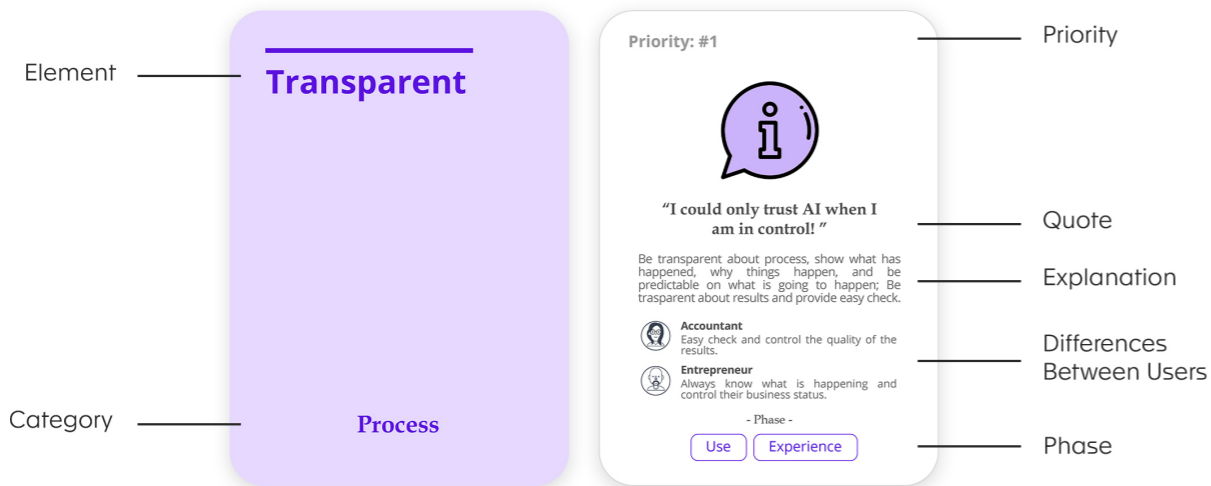 Element
Transparent
Category
Process
Priority: #1
Priority
i
“I could only trust AI when I
am in control! ”
Quote
Be transparent about process, show what has
happened, why things happen, and be
predictable on what is going to happen; Be
trasparent about results and provide easy check.
Explanation
Accountant
Easy check and control the quality of the
results.
Entrepreneur
Always know what is happening and
control their business status.
Differences
Between Users
- Phase -
Use
Experience
Phase